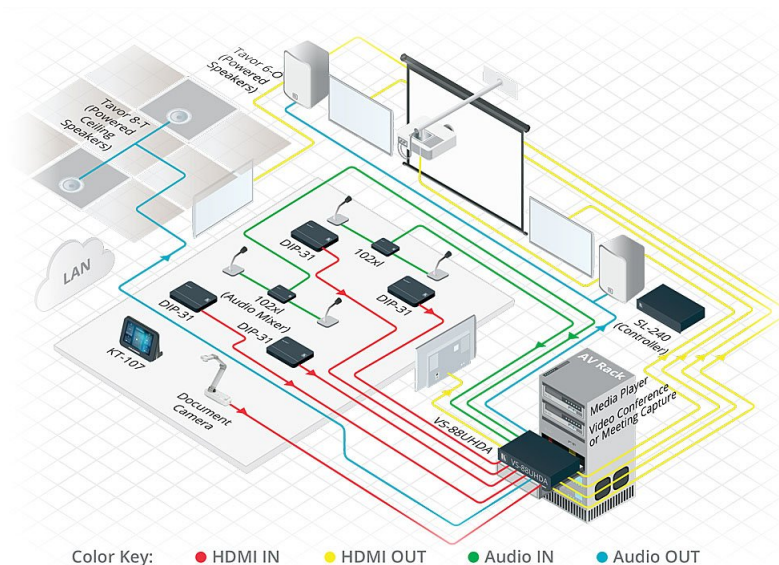 Tavor 6-O
(Powered
Speakers)
Tavor 8-T
(Powered
Ceiling
Speakers)
LAN
DIP-31
102xl
DIP-31
102xl
(Audio Mixer)
DIP-31
DIP-31
KT-107
Document
Camera
SL-240
(Controller)
AV Rack
Media Player
Video Conference
or Meeting Capture
VS-88UHDA
VS-88UHDA
Color Key:
HDMI IN
HDMI OUT
Audio IN
Audio OUT